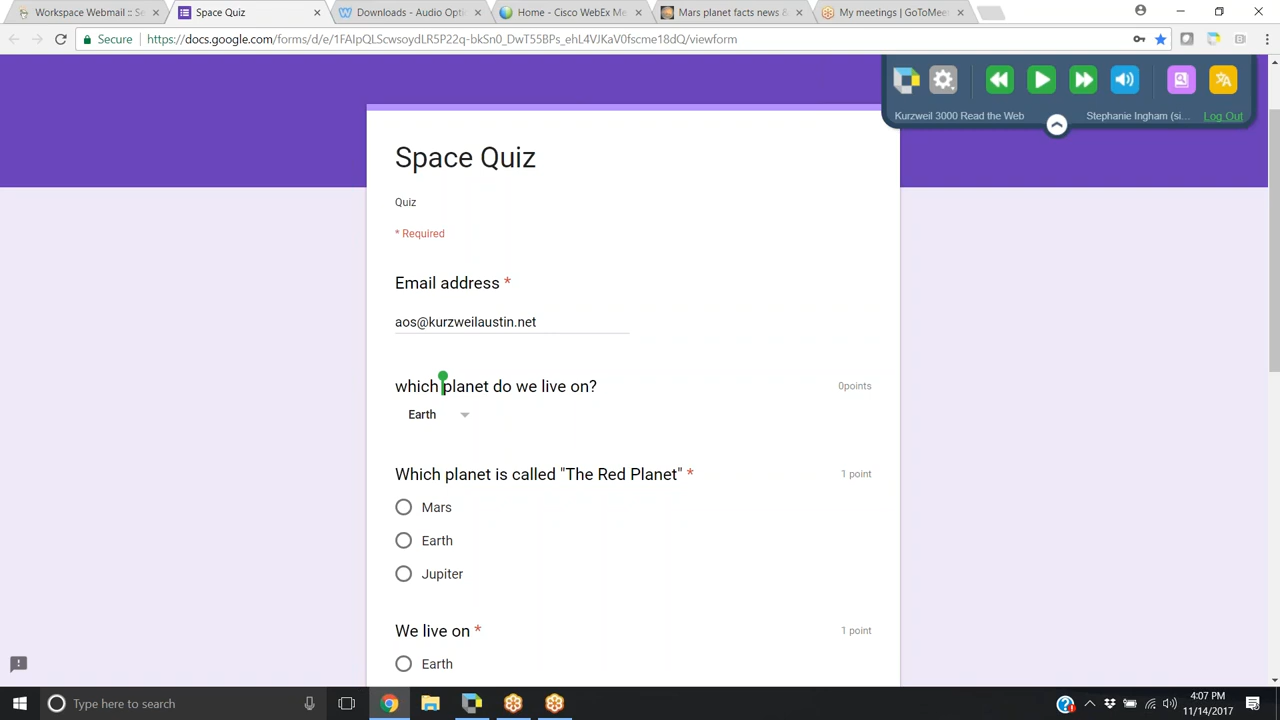 Workspace Webmail :: Se
Space Quiz
Downloads - Audio Opti
Home - Cisco WebEx Me
Mars planet facts news &
My meetings | GoToMee
Secure
https://docs.google.com/forms/d/e/1FAIpQLScwsoydLR5P22q-bkSn0_DwT55BPs_ehL4VJKaV0fscme18dQ/viewform
Kurzweil 3000 Read the Web
Stephanie Ingham (si...
Log Out
Space Quiz
Quiz
* Required
Email address *
aos@kurzweilaustin.net
which planet do we live on?
0points
Earth
Which planet is called "The Red Planet" *
1 point
Mars
Earth
Jupiter
We live on *
1 point
Earth
Type here to search
4:07 PM
11/14/2017